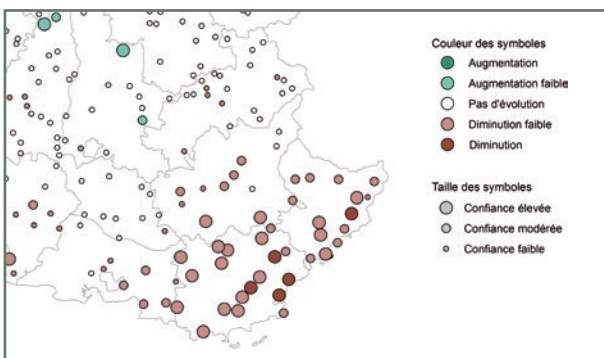 Couleur des symboles
Augmentation
Augmentation faible
Pas d'évolution
Diminution faible
Diminution
Taille des symboles
Confiance élevée
Confiance modérée
Confiance faible